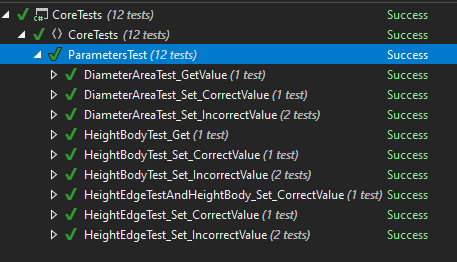 CoreTests (12 tests) Success
CoreTests (12 tests) Success
ParametersTest (12 tests) Success
DiameterAreaTest_GetValue (1 test) Success
DiameterAreaTest_Set_CorrectValue (1 test) Success
DiameterAreaTest_Set_IncorrectValue (2 tests) Success
HeightBodyTest_Get (1 test) Success
HeightBodyTest_Set_CorrectValue (1 test) Success
HeightBodyTest_Set_IncorrectValue (2 tests) Success
HeightEdgeTestAndHeightBody_Set_CorrectValue (1 test) Success
HeightEdgeTest_Set_CorrectValue (1 test) Success
HeightEdgeTest_Set_IncorrectValue (2 tests) Success